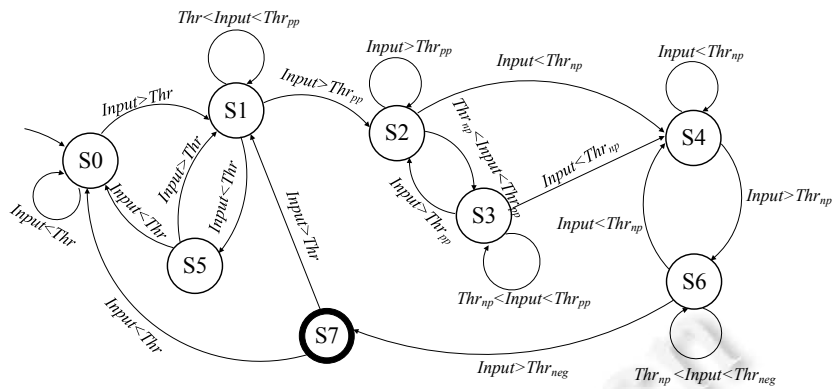 Thr<Input<Thrpp
Input>Thrpp
Input<Thrnp
Input<Thrnp
Input>Thr
Input>Thrpp
S1
S2
S4
S0
Thrnp<Input<Thrpp
Input>Thr
Input<Thr
Input<Thrnp
Input<Thr
Input>Thrpp
S3
Input>Thrnp
Input<Thr
Input<Thrnp
S5
Input>Thr
S6
Thrnp<Input<Thrpp
S7
Input<Thr
Input>Thrneg
Thrnp<Input<Thrneg